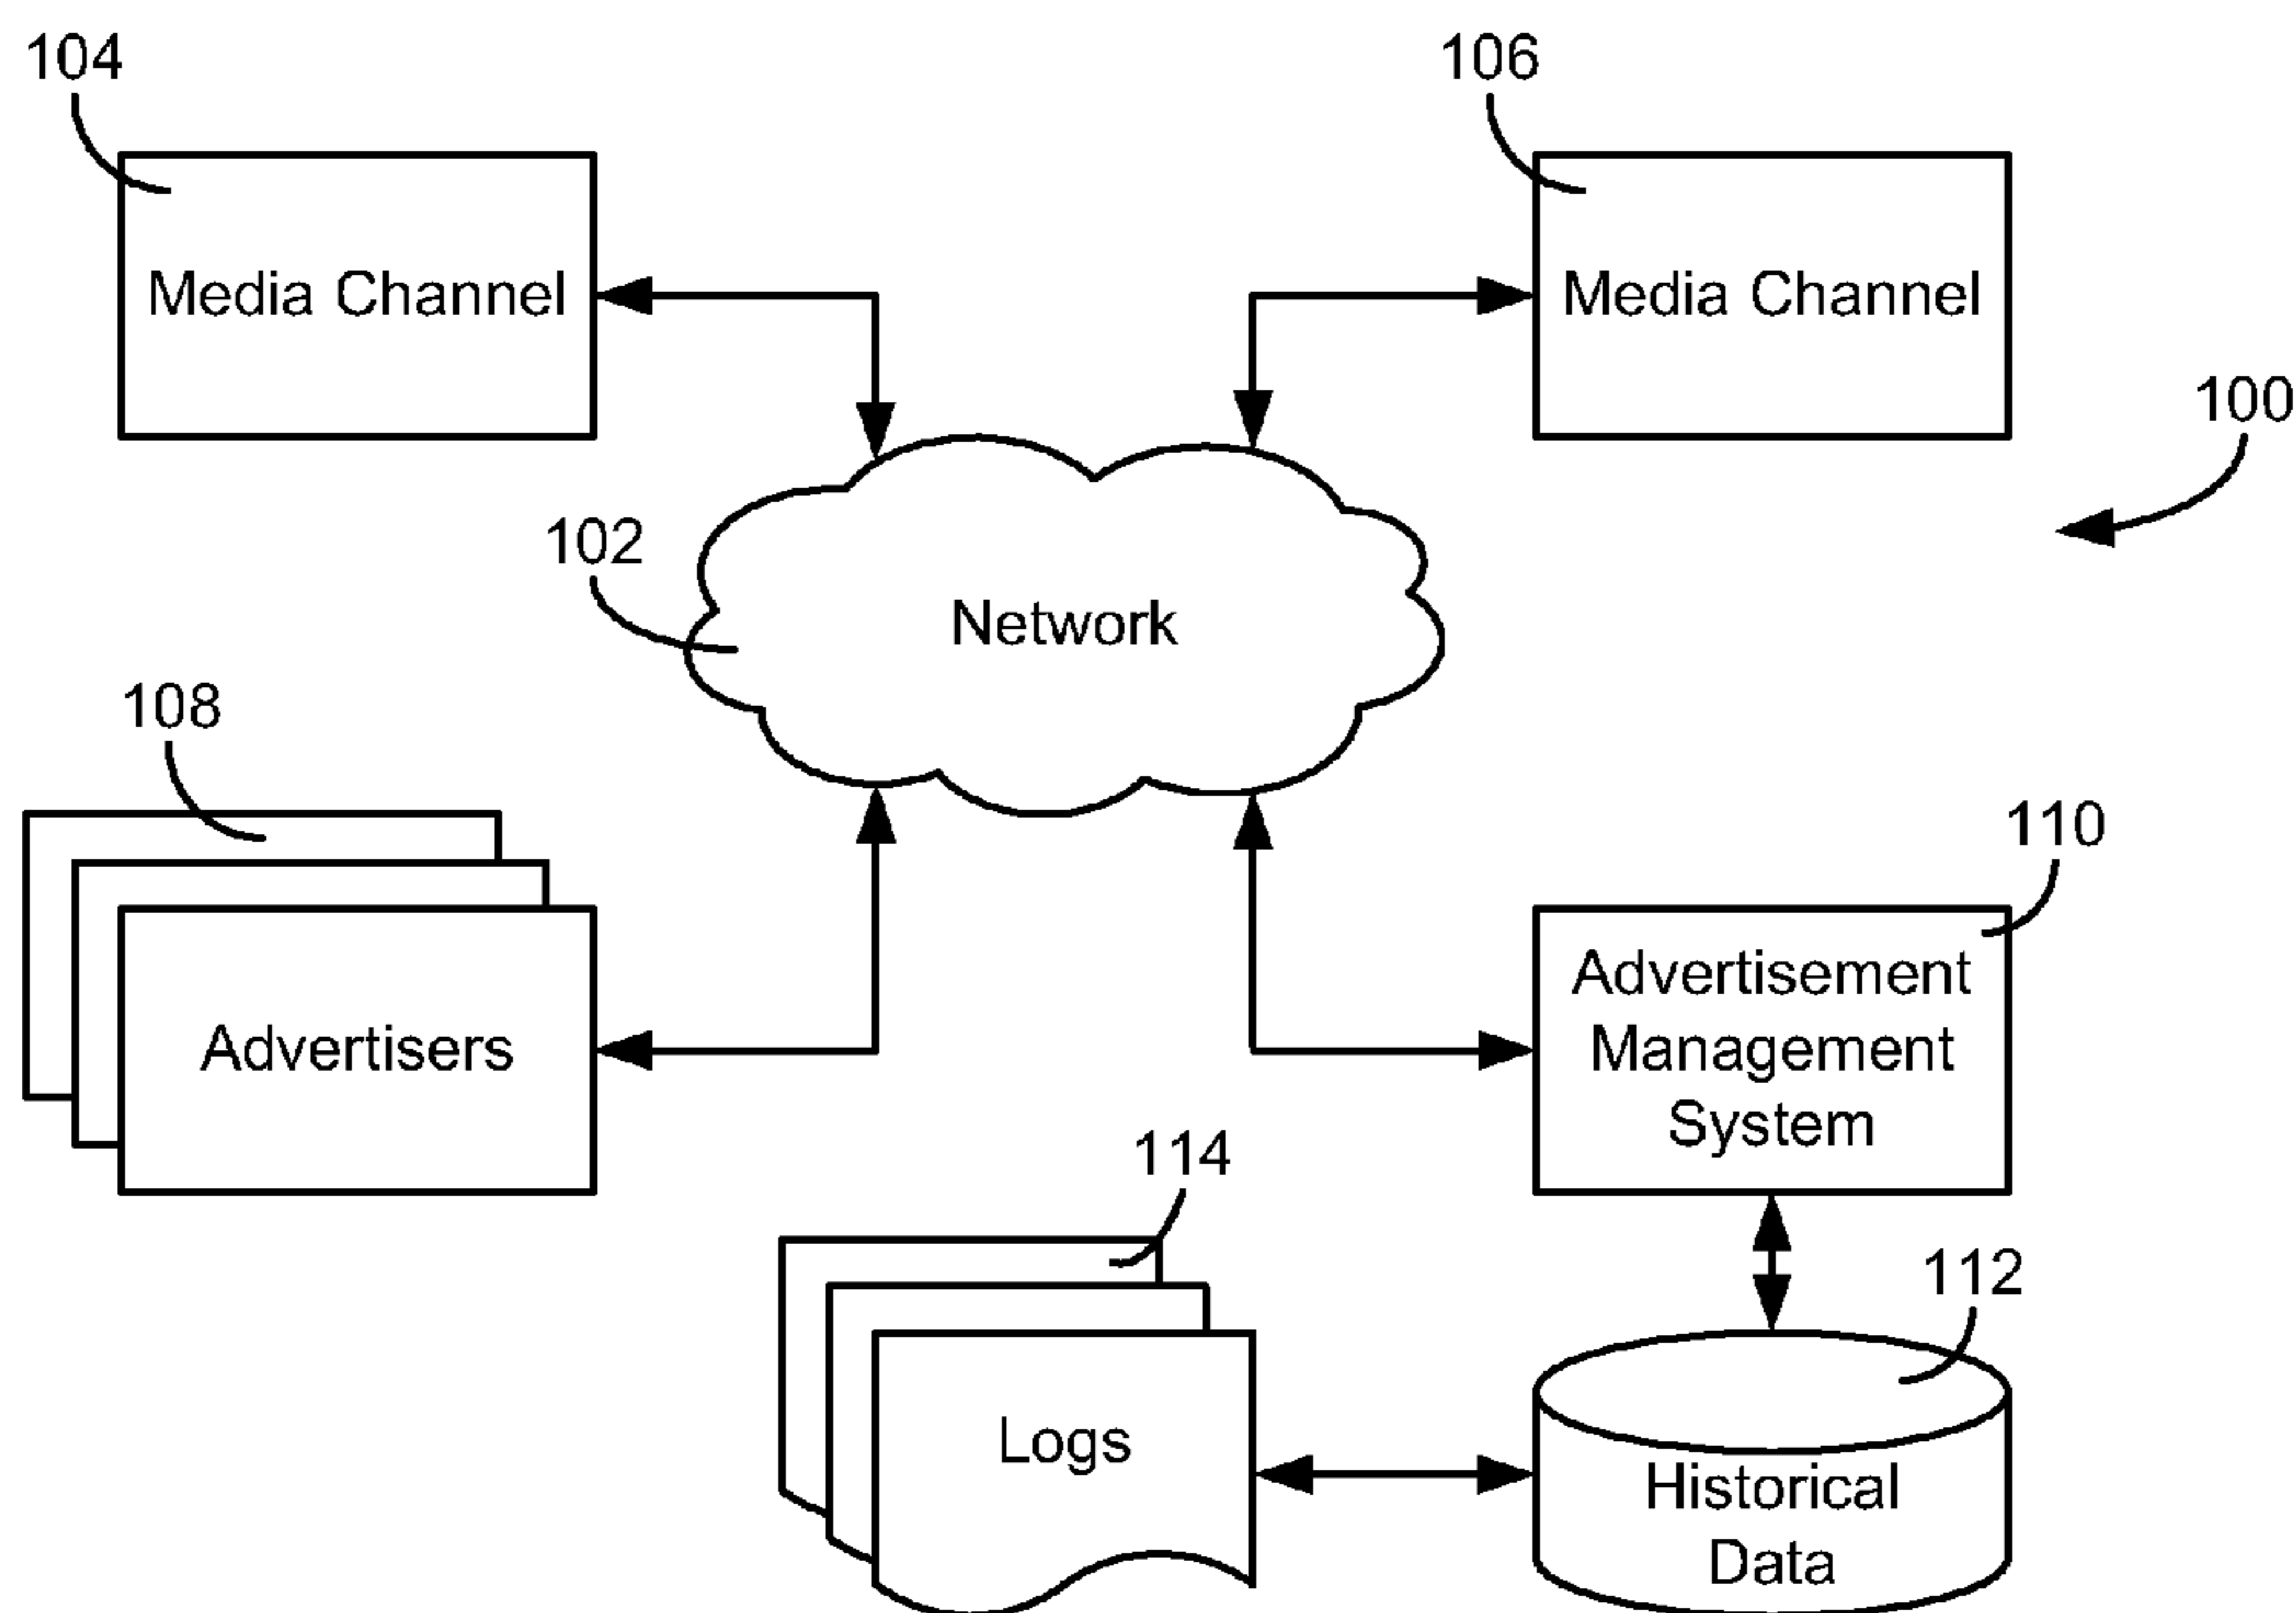 104
106
Media Channel
Media Channel
100
102
Network
108
110
Advertisers
Advertisement
Management
System
114
112
Logs
Historical
Data